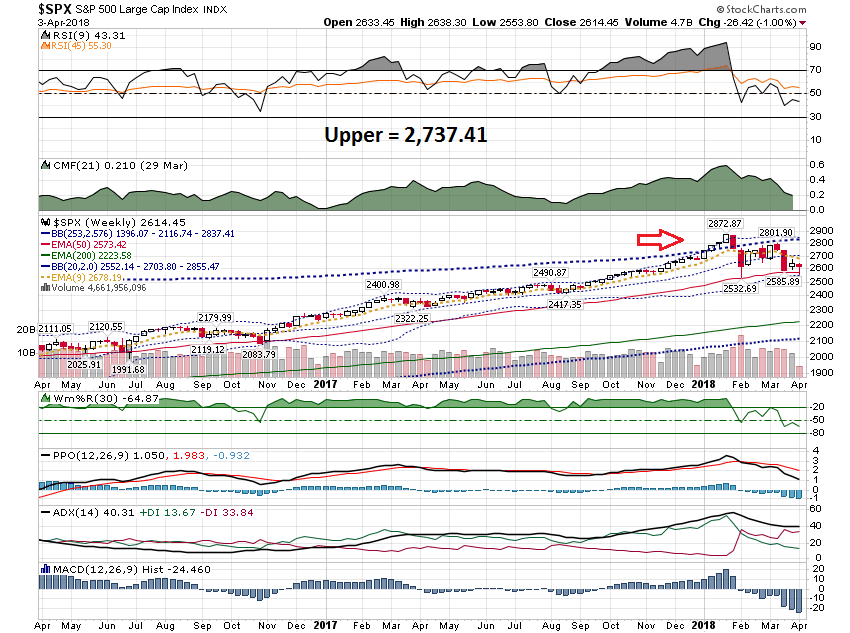 $SPX S&P 500 Large Cap Index INDX © StockCharts.com
3-Apr-2018 Open 2633.45 High 2638.30 Low 2553.80 Close 2614.45 Volume 4.7B Chg -26.42 (-1.00%)
RSI(9) 43.31
RSI(45) 55.30
90
70
50
30
10
Upper = 2,737.41
CMF(21) 0.210 (29 Mar)
0.6
0.4
0.2
0.0
$SPX (Weekly) 2614.45
BB(253,2.576) 1396.07 - 2116.74 - 2837.41
EMA(50) 2573.42
EMA(200) 2223.58
BB(20,2.0) 2552.14 - 2703.80 - 2855.47
EMA(9) 2678.19
Volume 4,661,956,096
2872.87
2801.90
2900
2800
2700
2600
2500
2400
2300
2200
2100
2000
1900
2585.89
2532.69
2490.87
2417.35
2400.98
2322.25
2179.99
2119.12
2083.79
2120.55
2111.05
2025.91
1991.68
20B
10B
Apr May Jun Jul Aug Sep Oct Nov Dec 2017 Feb Mar Apr May Jun Jul Aug Sep Oct Nov Dec 2018 Feb Mar Apr
Wm%R(30) -64.87
-20
-50
-80
PPO(12,26,9) 1.050, 1.983, -0.932
4
3
2
1
0
-1
ADX(14) 40.31 +DI 13.67 -DI 33.84
60
40
20
0
MACD(12,26,9) Hist -24.460
20
10
0
-10
-20
Apr May Jun Jul Aug Sep Oct Nov Dec 2017 Feb Mar Apr May Jun Jul Aug Sep Oct Nov Dec 2018 Feb Mar Apr